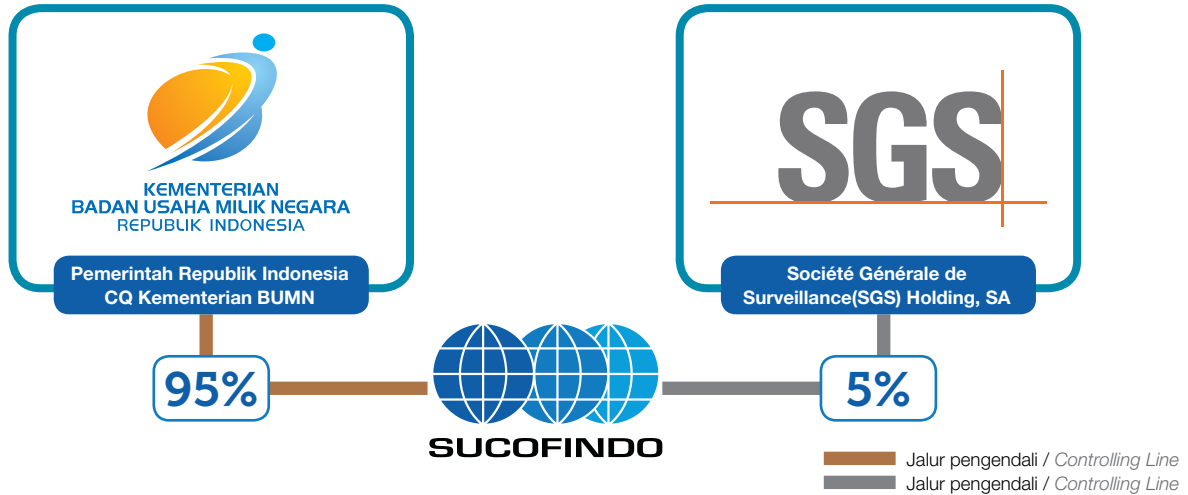 KEMENTERIAN
BADAN USAHA MILIK NEGARA
REPUBLIK INDONESIA
Pemerintah Republik Indonesia
CQ Kementerian BUMN
95%
SGS
Société Générale de
Surveillance(SGS) Holding, SA
5%
SUCOFINDO
Jalur pengendali / Controlling Line
Jalur pengendali / Controlling Line